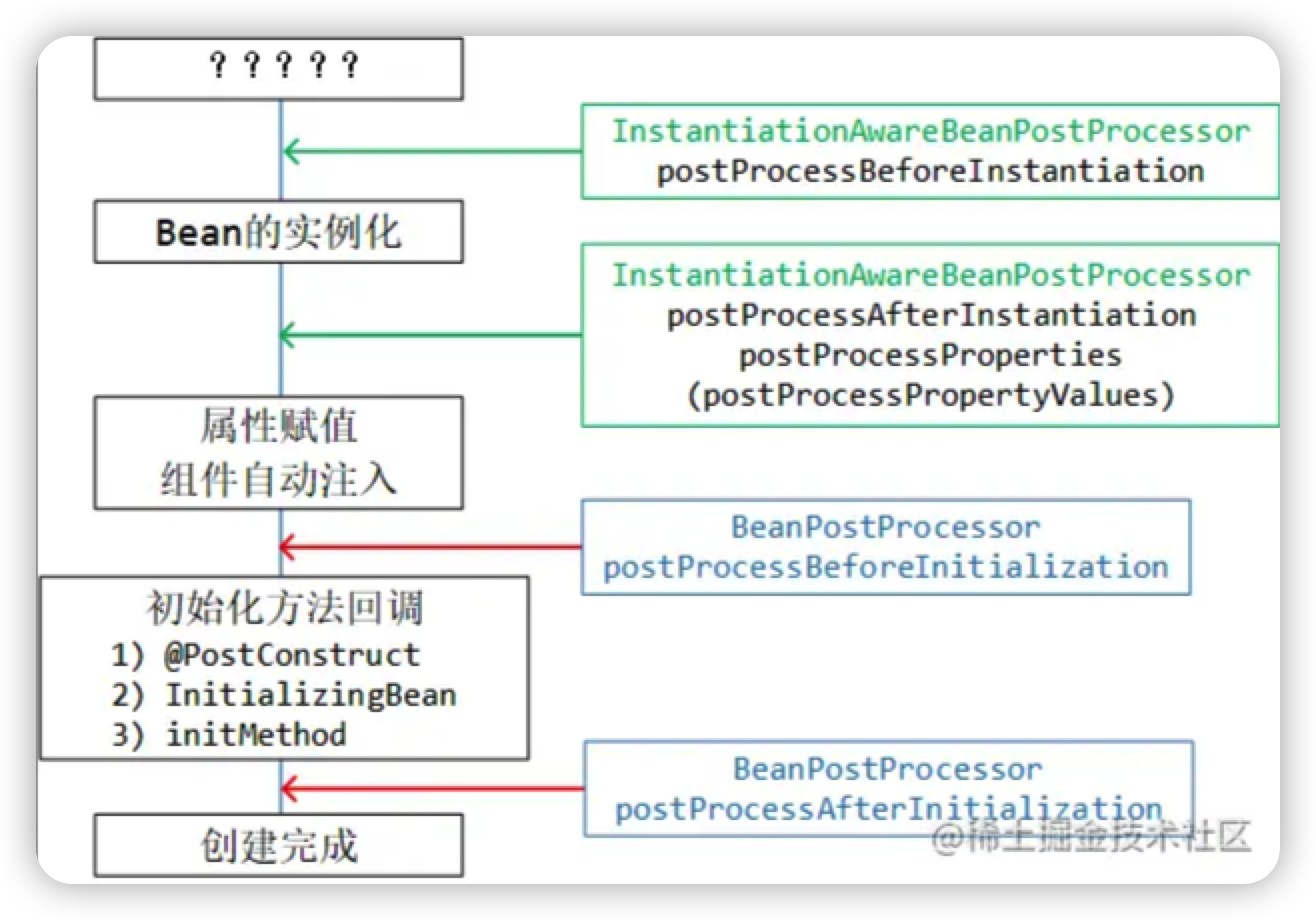 ？？？？？
InstantiationAwareBeanPostProcessor
postProcessBeforeInstantiation
Bean的实例化
InstantiationAwareBeanPostProcessor
postProcessAfterInstantiation
postProcessProperties
(postProcessPropertyValues)
属性赋值
组件自动注入
BeanPostProcessor
postProcessBeforeInitialization
初始化方法回调
1) @PostConstruct
2) InitializingBean
3) initMethod
BeanPostProcessor
postProcessAfterInitialization
创建完成
@稀土掘金技术社区